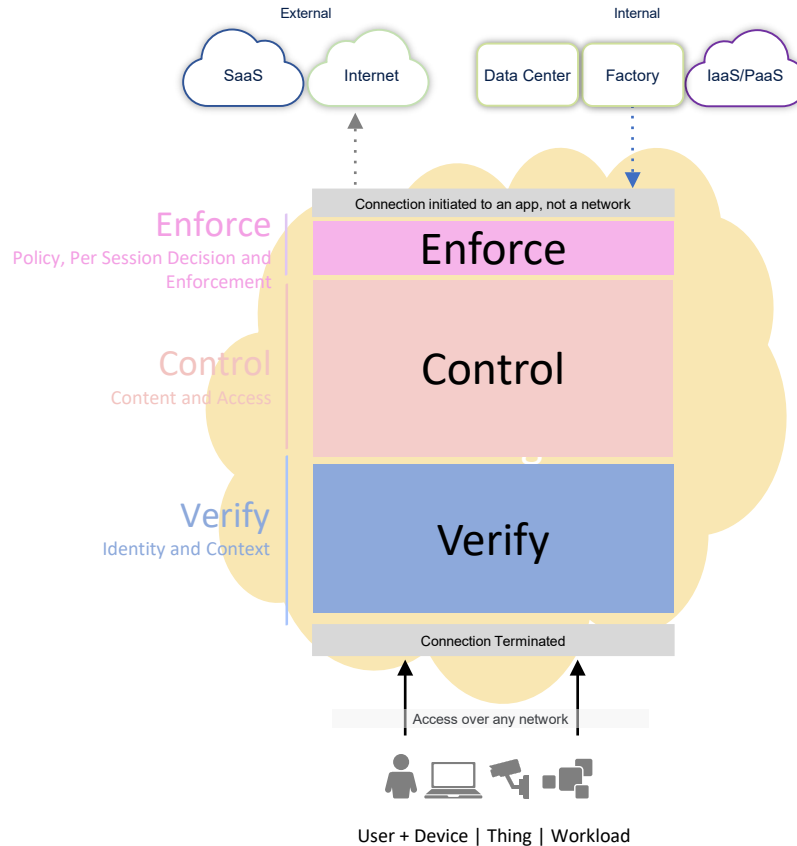 External
Internal
SaaS
Internet
Data Center
Factory
IaaS/PaaS
Connection initiated to an app, not a network
Enforce
Policy, Per Session Decision and
Enforcement
Enforce
Control
Content and Access
Control
Verify
Identity and Context
Verify
Connection Terminated
Access over any network
User + Device | Thing | Workload